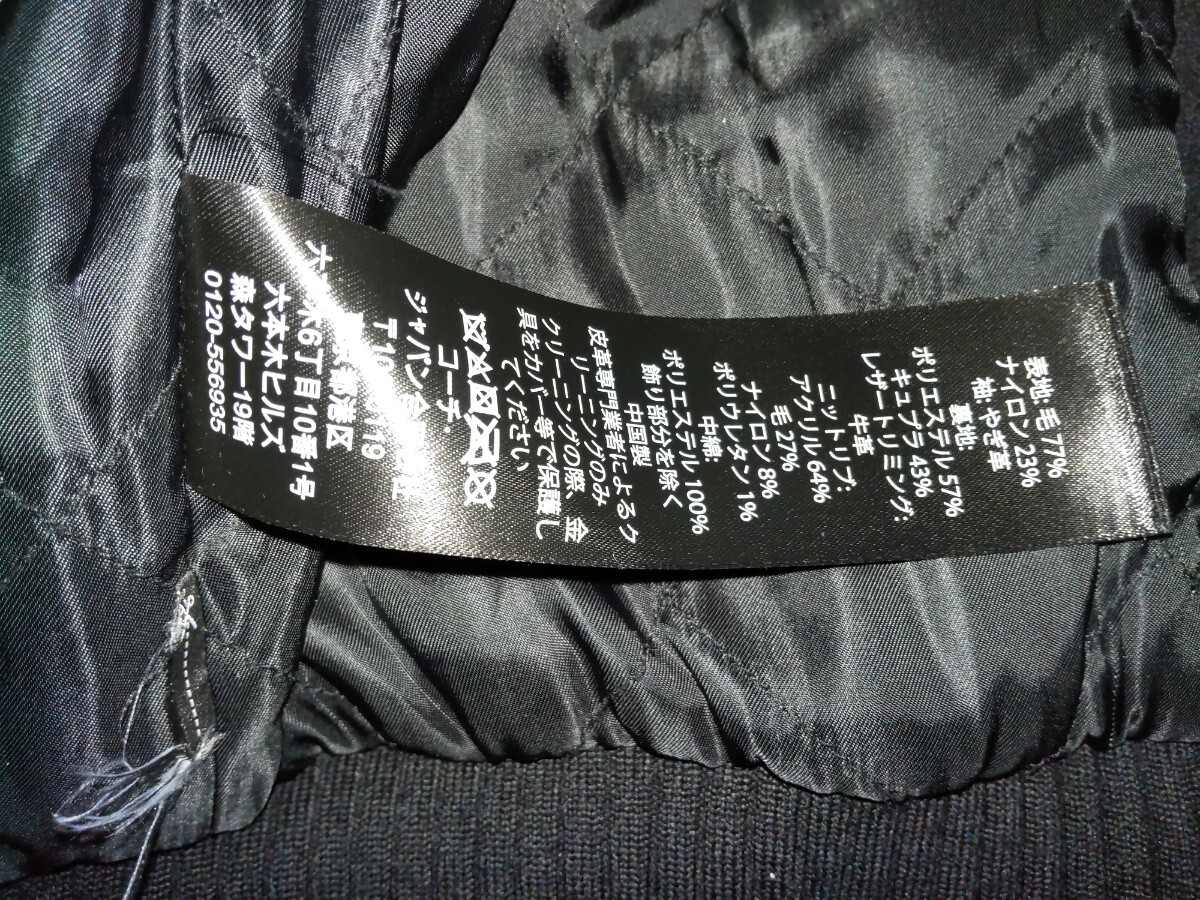 表地 毛 77%
ナイロン 23%
袖 やぎ革
裏地:
ポリエステル 57%
キュプラ 43%
レザートリミング:
牛革
ニットリブ:
アクリル 64%
毛 27%
ナイロン 8%
ポリウレタン 1%
中綿:
ポリエステル 100%
飾り部分を除く
中国製
皮革専門業者によるク
リーニングのみ
クリーニングの際、金
具をカバー等で保護し
てください
コーチ・
ジャパン合
〒10
都港区
六本木6丁目10番1号
六本木ヒルズ
森タワー19階
0120-556935